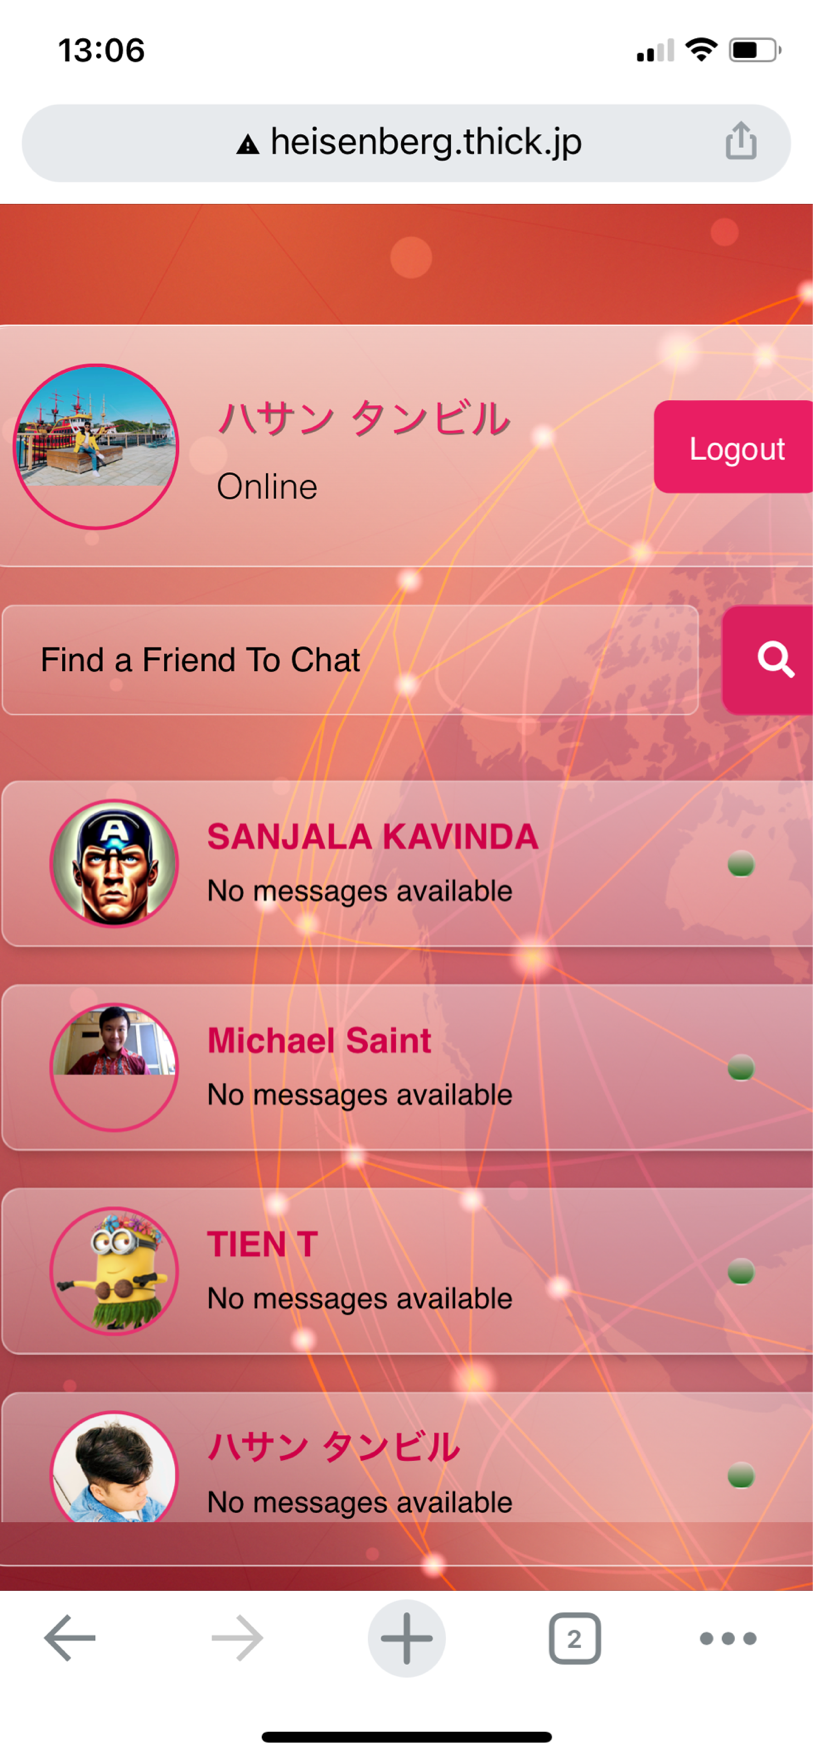 13:06
heisenberg.thick.jp
ハサン タンビル
Online
Logout
Find a Friend To Chat
SANJALA KAVINDA
No messages available
Michael Saint
No messages available
TIEN T
No messages available
ハサン タンビル
No messages available
2